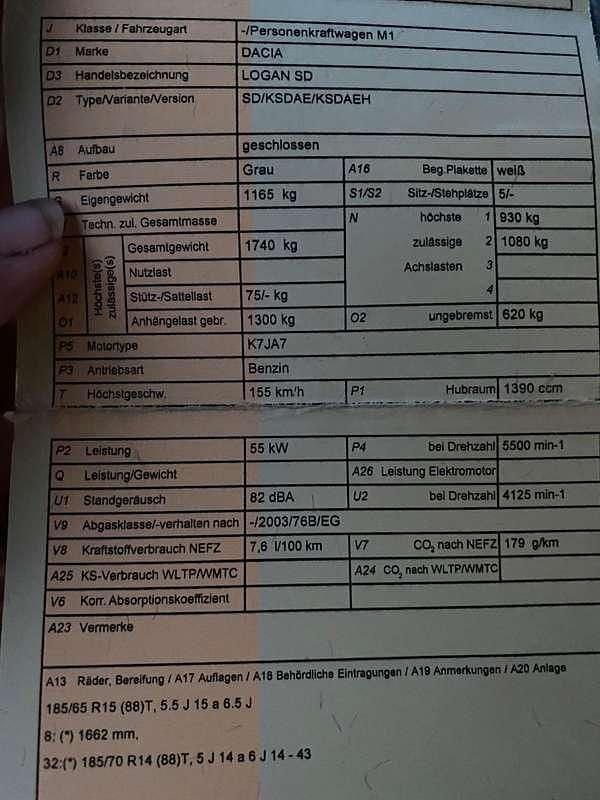 J Klasse / Fahrzeugart -/Personenkraftwagen M1
D1 Marke DACIA
D3 Handelsbezeichnung LOGAN SD
D2 Type/Variante/Version SD/KSDAE/KSDAEH
A6 Aufbau geschlossen
R Farbe Grau A16 Beg.Plakette weiß
Eigengewicht 1165 kg S1/S2 Sitz-/Stehplätze 5/-
Techn. zul. Gesamtmasse N höchste 1 930 kg
Höchste(s) zulässige(s) Gesamtgewicht 1740 kg zulässige 2 1080 kg
A10 Nutzlast Achslasten 3
A12 Stütz-/Sattellast 75/- kg 4
O1 Anhängelast gebr. 1300 kg O2 ungebremst 620 kg
P5 Motortype K7JA7
P3 Antriebsart Benzin
T Höchstgeschw. 155 km/h P1 Hubraum 1390 ccm
P2 Leistung 55 kW P4 bei Drehzahl 5500 min-1
Q Leistung/Gewicht A26 Leistung Elektromotor
U1 Standgeräusch 82 dBA U2 bei Drehzahl 4125 min-1
V9 Abgasklasse/-verhalten nach -/2003/76B/EG
V8 Kraftstoffverbrauch NEFZ 7,6 l/100 km V7 CO₂ nach NEFZ 179 g/km
A25 KS-Verbrauch WLTP/WMTC A24 CO₂ nach WLTP/WMTC
V6 Korr. Absorptionskoeffizient
A23 Vermerke
A13 Räder, Bereifung / A17 Auflagen / A18 Behördliche Eintragungen / A19 Anmerkungen / A20 Anlage
185/65 R15 (88)T, 5.5 J 15 a 6.5 J
8: (*) 1662 mm,
32:(*) 185/70 R14 (88)T, 5 J 14 a 6 J 14 - 43